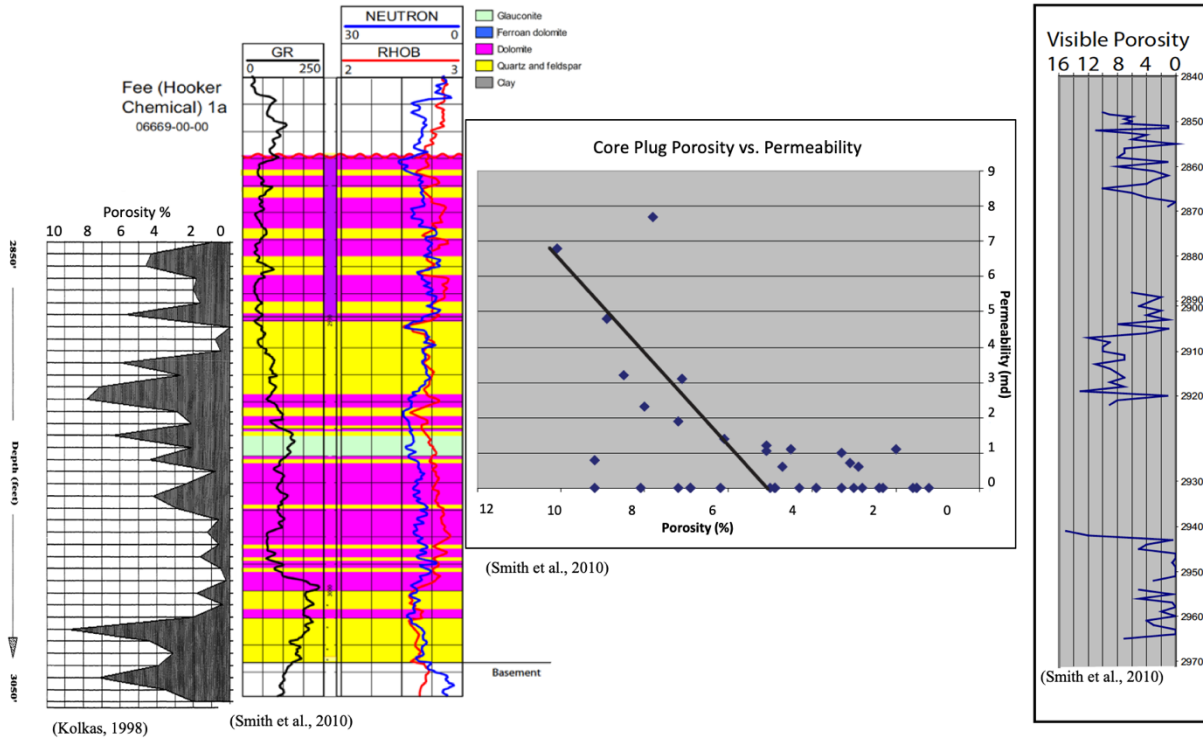 Fee (Hooker
Chemical) 1a
06669-00-00
GR
0 250
NEUTRON
30 0
RHOB
2 3
Glauconite
Ferroan dolomite
Dolomite
Quartz and feldspar
Clay
Porosity %
10 8 6 4 2 0
2850'
Depth (feet)
3050'
(Kolkas, 1998)
Basement
(Smith et al., 2010)
Core Plug Porosity vs. Permeability
9
8
7
6
5
4
3
2
1
0
Permeability (md)
12 10 8 6 4 2 0
Porosity (%)
(Smith et al., 2010)
Visible Porosity
16 12 8 4 0
2840
2850
2860
2870
2880
2890
2900
2910
2920
2930
2940
2950
2960
2970
(Smith et al., 2010)